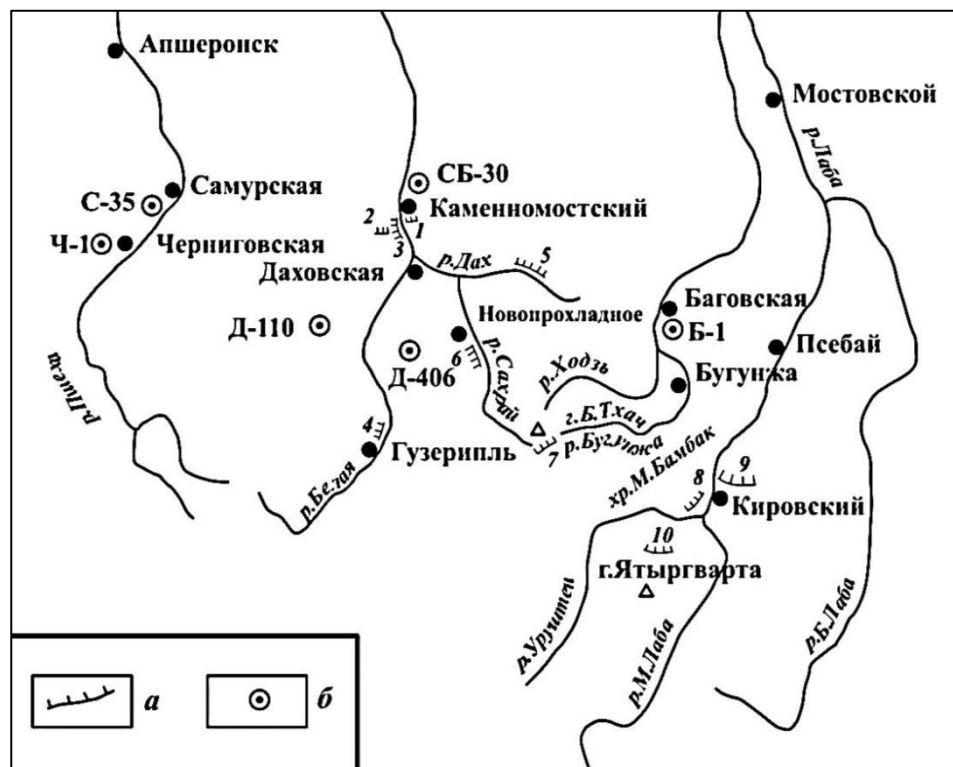 Апшеронск
Мостовской
р.Лаба
СБ-30
Самурская
С-35
Каменномостский
2
1
Ч-1
Черниговская
3
р.Дах
5
Даховская
Баговская
Новопрохладное
Д-110
Б-1
Псебай
6
р.Сахрай
Д-406
р.Ходзь
Бугунжа
р.Пшеха
г.Б.Тхач
4
Гузерипль
р.Бугунжа
7
хр.М.Бамбак
9
р.Белая
8
Кировский
10
г.Ятыргварта
р.Уруштен
р.М.Лаба
р.Б.Лаба
а
б